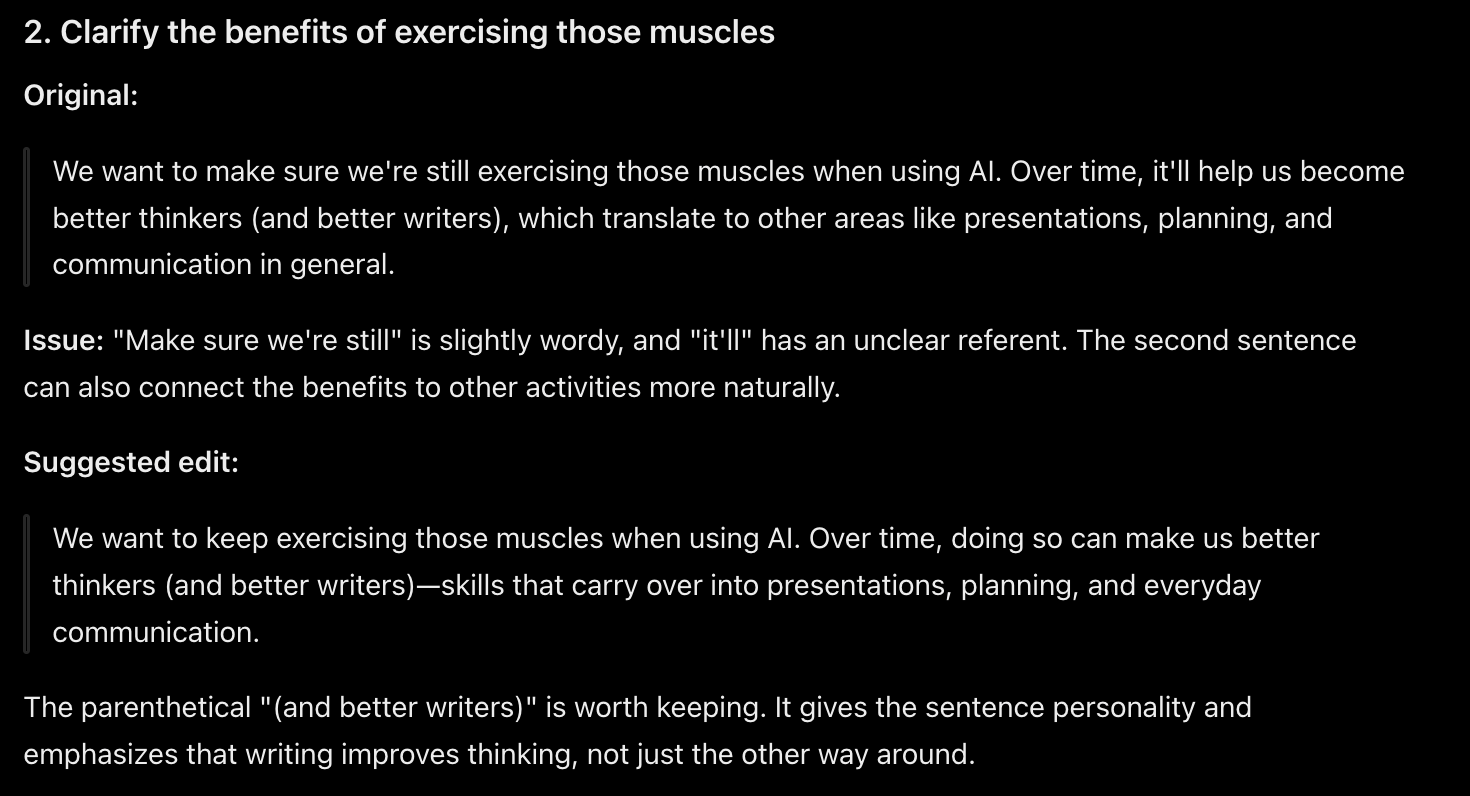 2. Clarify the benefits of exercising those muscles
Original:
We want to make sure we're still exercising those muscles when using AI. Over time, it'll help us become
better thinkers (and better writers), which translate to other areas like presentations, planning, and
communication in general.
Issue: "Make sure we're still" is slightly wordy, and "it'll" has an unclear referent. The second sentence
can also connect the benefits to other activities more naturally.
Suggested edit:
We want to keep exercising those muscles when using AI. Over time, doing so can make us better
thinkers (and better writers)—skills that carry over into presentations, planning, and everyday
communication.
The parenthetical "(and better writers)" is worth keeping. It gives the sentence personality and
emphasizes that writing improves thinking, not just the other way around.